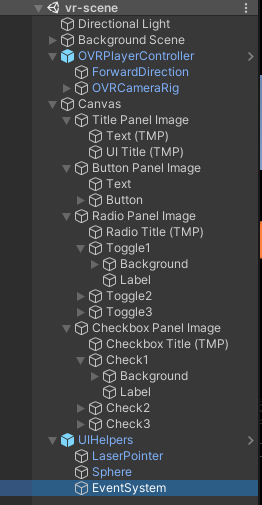 vr-scene
Directional Light
Background Scene
OVRPlayerController
ForwardDirection
OVRCameraRig
Canvas
Title Panel Image
Text (TMP)
UI Title (TMP)
Button Panel Image
Text
Button
Radio Panel Image
Radio Title (TMP)
Toggle1
Background
Label
Toggle2
Toggle3
Checkbox Panel Image
Checkbox Title (TMP)
Check1
Background
Label
Check2
Check3
UIHelpers
LaserPointer
Sphere
EventSystem